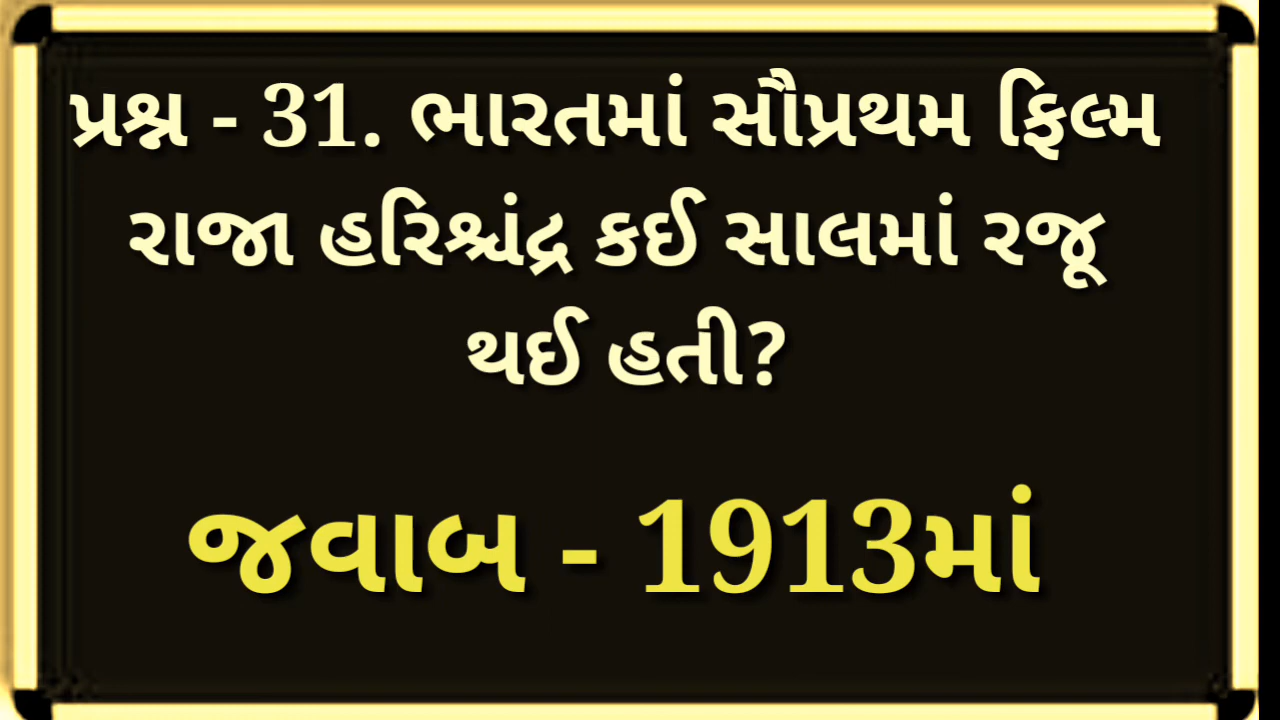 પ્રશ્ન - 31. ભારતમાં સૌપ્રથમ ફિલ્મ
રાજા હરિશ્ચંદ્ર કઈ સાલમાં રજૂ
થઈ હતી?
જવાબ - 1913માં